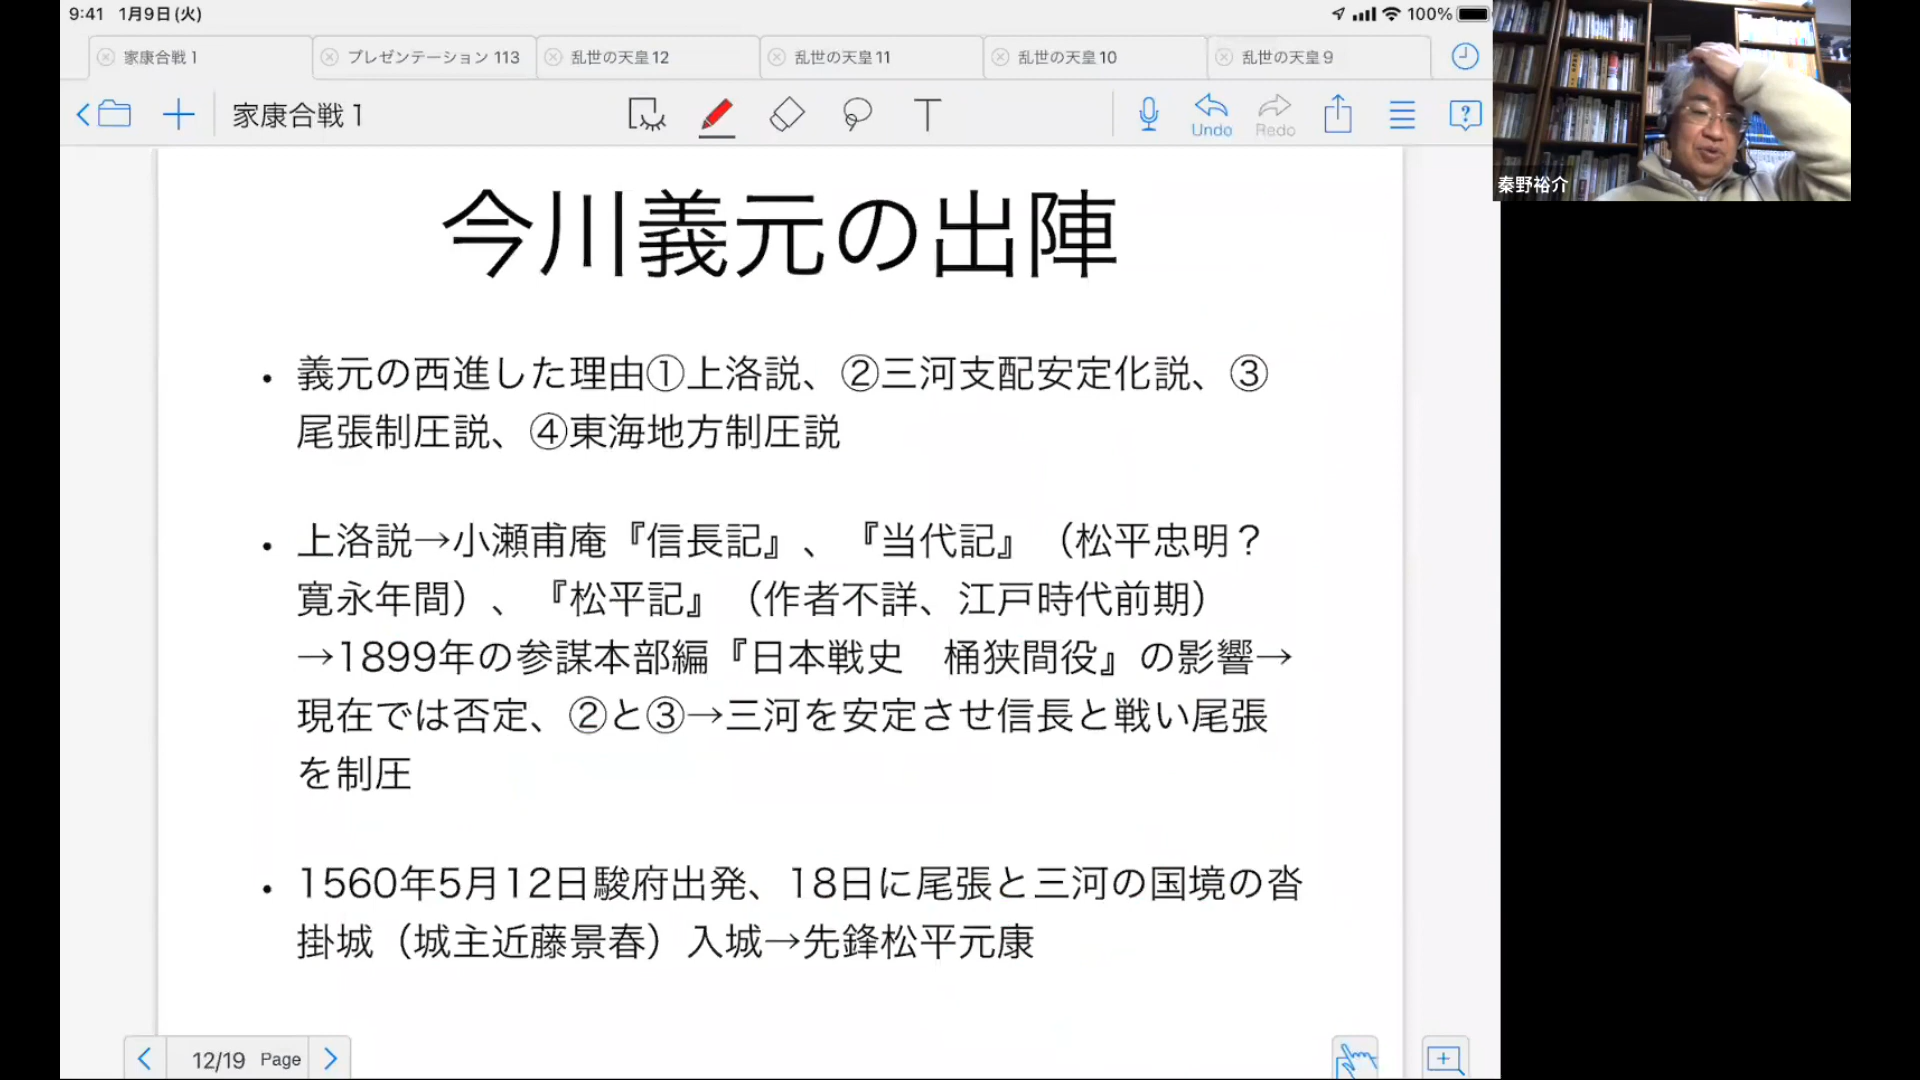 9:41 1月9日(火)
100%
家康合戦1
プレゼンテーション 113
乱世の天皇12
乱世の天皇11
乱世の天皇10
乱世の天皇9
家康合戦1
T
Undo
Redo
?
秦野裕介
今川義元の出陣
• 義元の西進した理由①上洛説、②三河支配安定化説、③
尾張制圧説、④東海地方制圧説
• 上洛説→小瀬甫庵『信長記』、『当代記』（松平忠明？
寛永年間）、『松平記』（作者不詳、江戸時代前期）
→1899年の参謀本部編『日本戦史　桶狭間役』の影響→
現在では否定、②と③→三河を安定させ信長と戦い尾張
を制圧
• 1560年5月12日駿府出発、18日に尾張と三河の国境の沓
掛城（城主近藤景春）入城→先鋒松平元康
12/19 Page